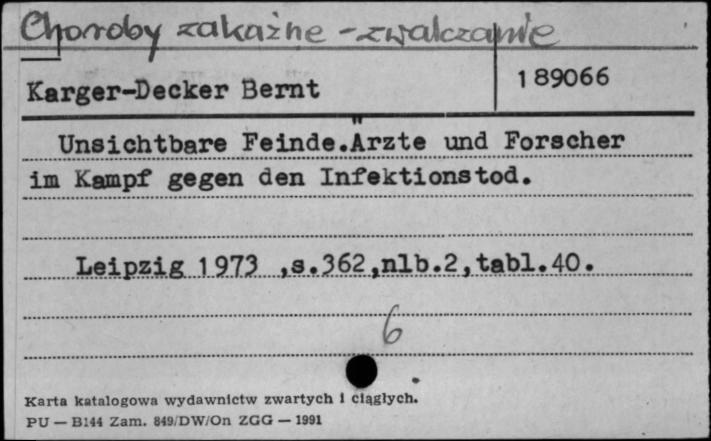 Choroby zakaźne - zwalczanie
Karger-Decker Bernt
189066
Unsichtbare Feinde.Ärzte und Forscher
im Kampf gegen den Infektionstod.
Leipzig 1973 ,s.362,nlb.2,tabl.40.
6
Karta katalogowa wydawnictw zwartych i ciągłych.
PU — B144 Zam. 849/DW/On ZGG — 1991